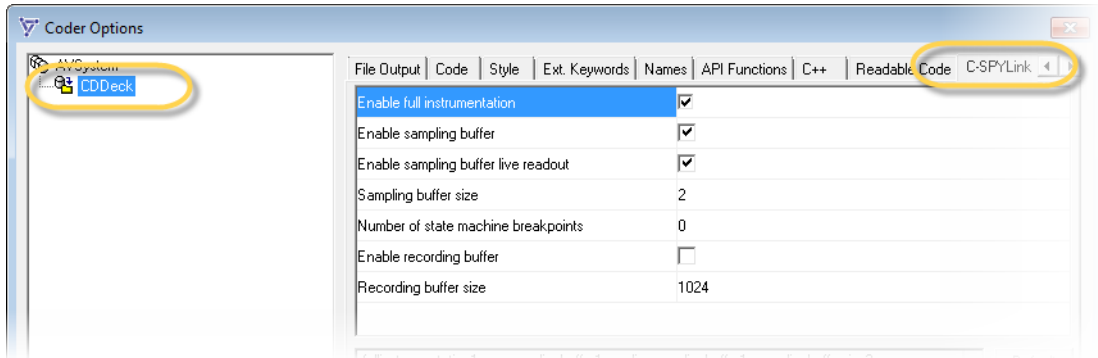 Coder Options
AVSystem
CDDeck
File Output Code Style Ext. Keywords Names API Functions C++ Readable Code C-SPYLink
Enable full instrumentation
Enable sampling buffer
Enable sampling buffer live readout
Sampling buffer size 2
Number of state machine breakpoints 0
Enable recording buffer
Recording buffer size 1024